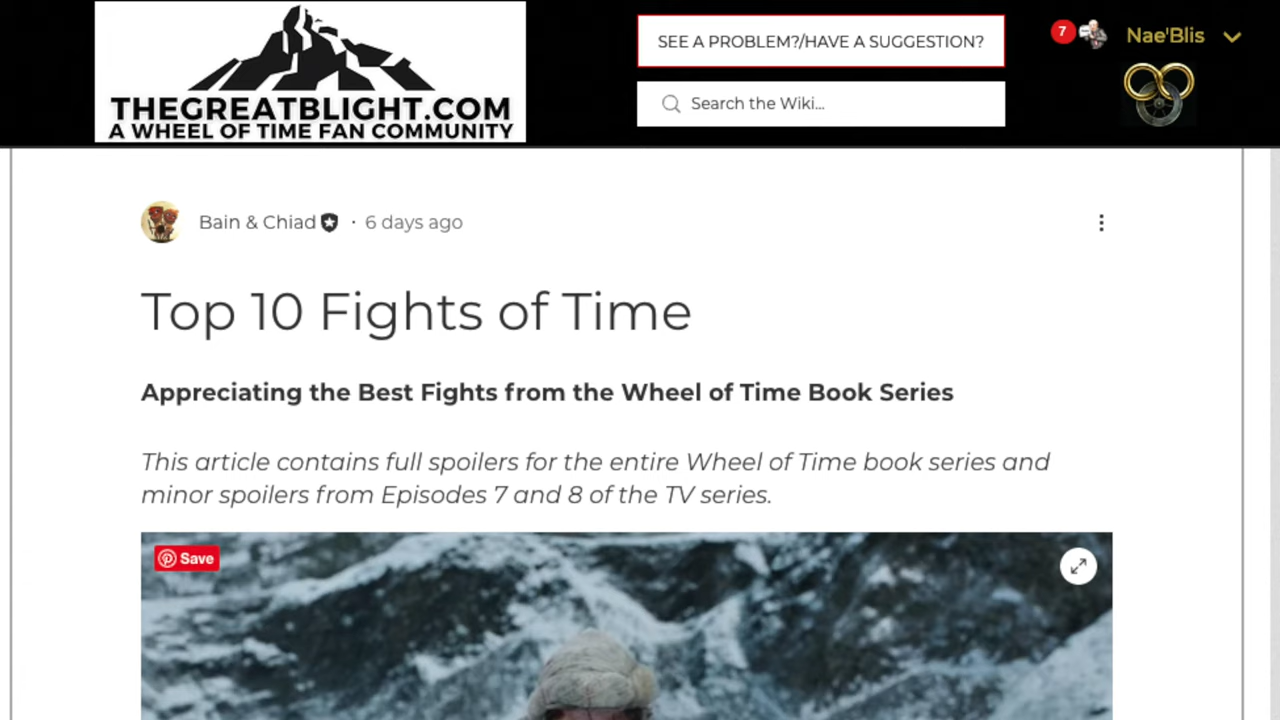 THEGREATBLIGHT.COM
A WHEEL OF TIME FAN COMMUNITY
SEE A PROBLEM?/HAVE A SUGGESTION?
Search the Wiki...
7
Nae'Blis
Bain & Chiad · 6 days ago
Top 10 Fights of Time
Appreciating the Best Fights from the Wheel of Time Book Series
This article contains full spoilers for the entire Wheel of Time book series and
minor spoilers from Episodes 7 and 8 of the TV series.
Save